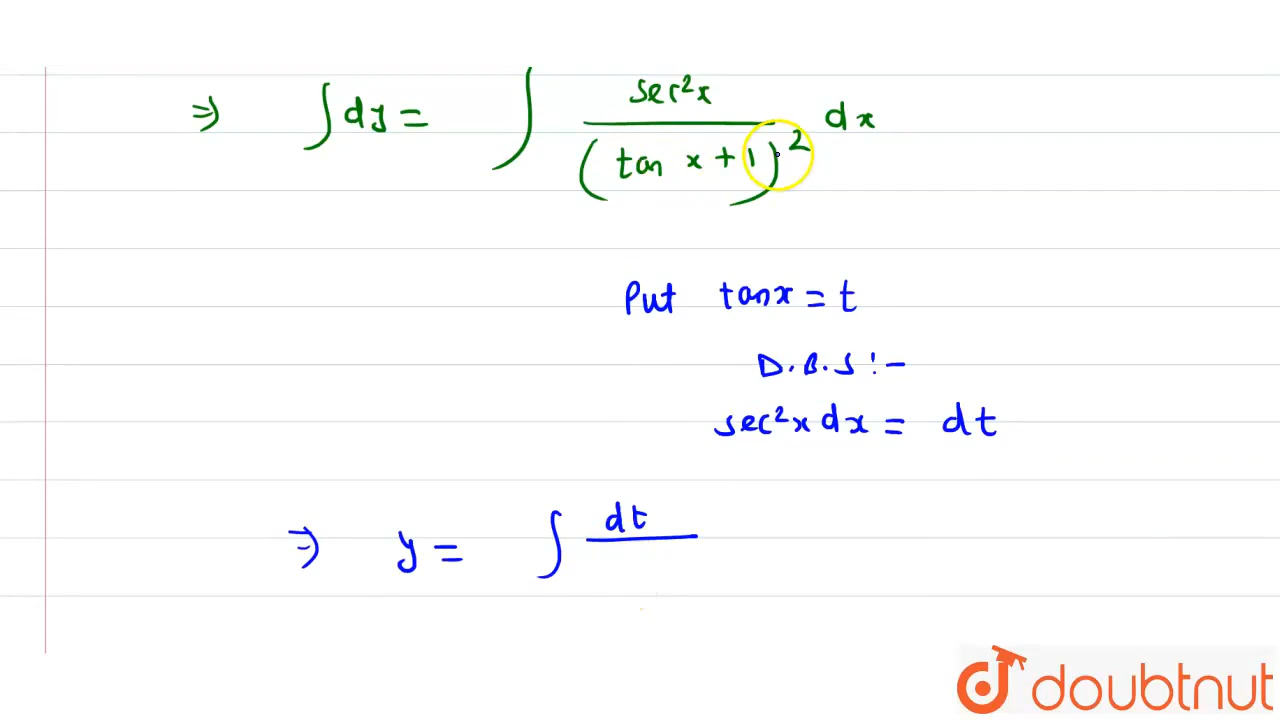 ⇒ ∫dy = ∫ sec²x / (tan x + 1)² dx
Put tanx = t
D.B.S :-
sec²x dx = dt
⇒ y = ∫ dt
doubtnut